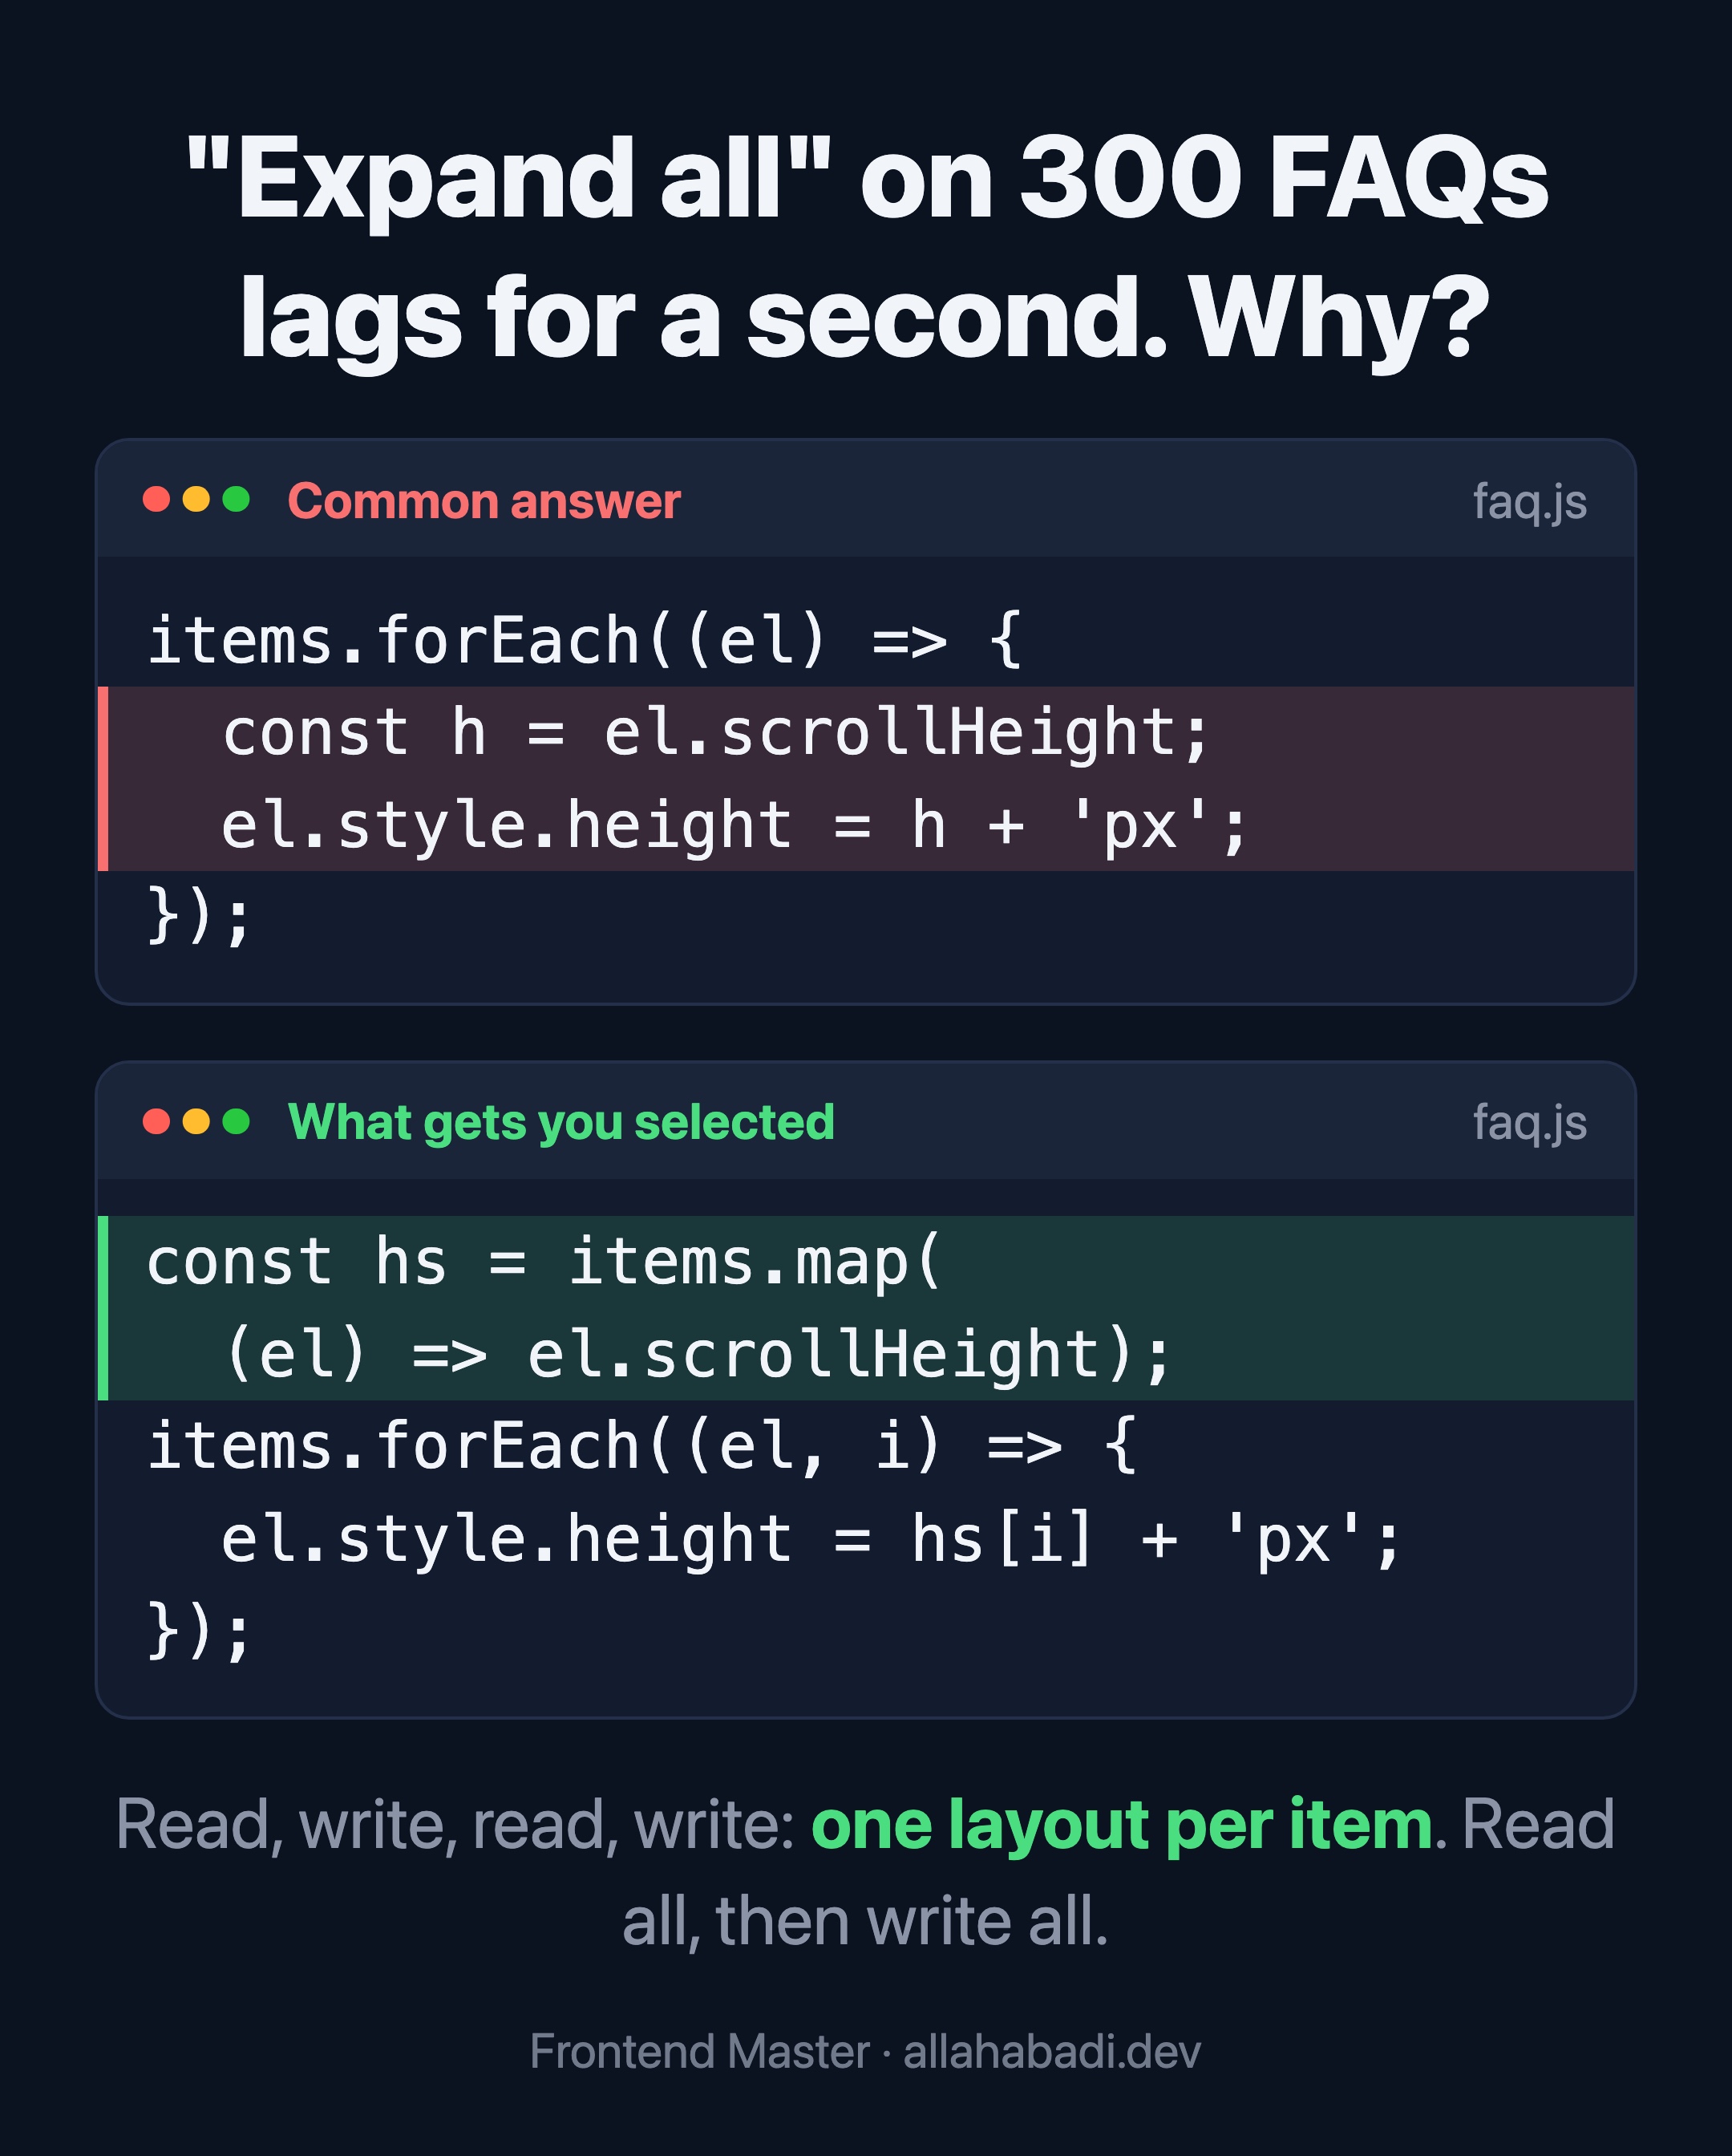 "Expand all" on 300 FAQs
lags for a second. Why?
Common answer
faq.js
items.forEach((el) => {
  const h = el.scrollHeight;
  el.style.height = h + 'px';
});
What gets you selected
faq.js
const hs = items.map(
  (el) => el.scrollHeight);
items.forEach((el, i) => {
  el.style.height = hs[i] + 'px';
});
Read, write, read, write: one layout per item. Read
all, then write all.
Frontend Master · allahabadi.dev